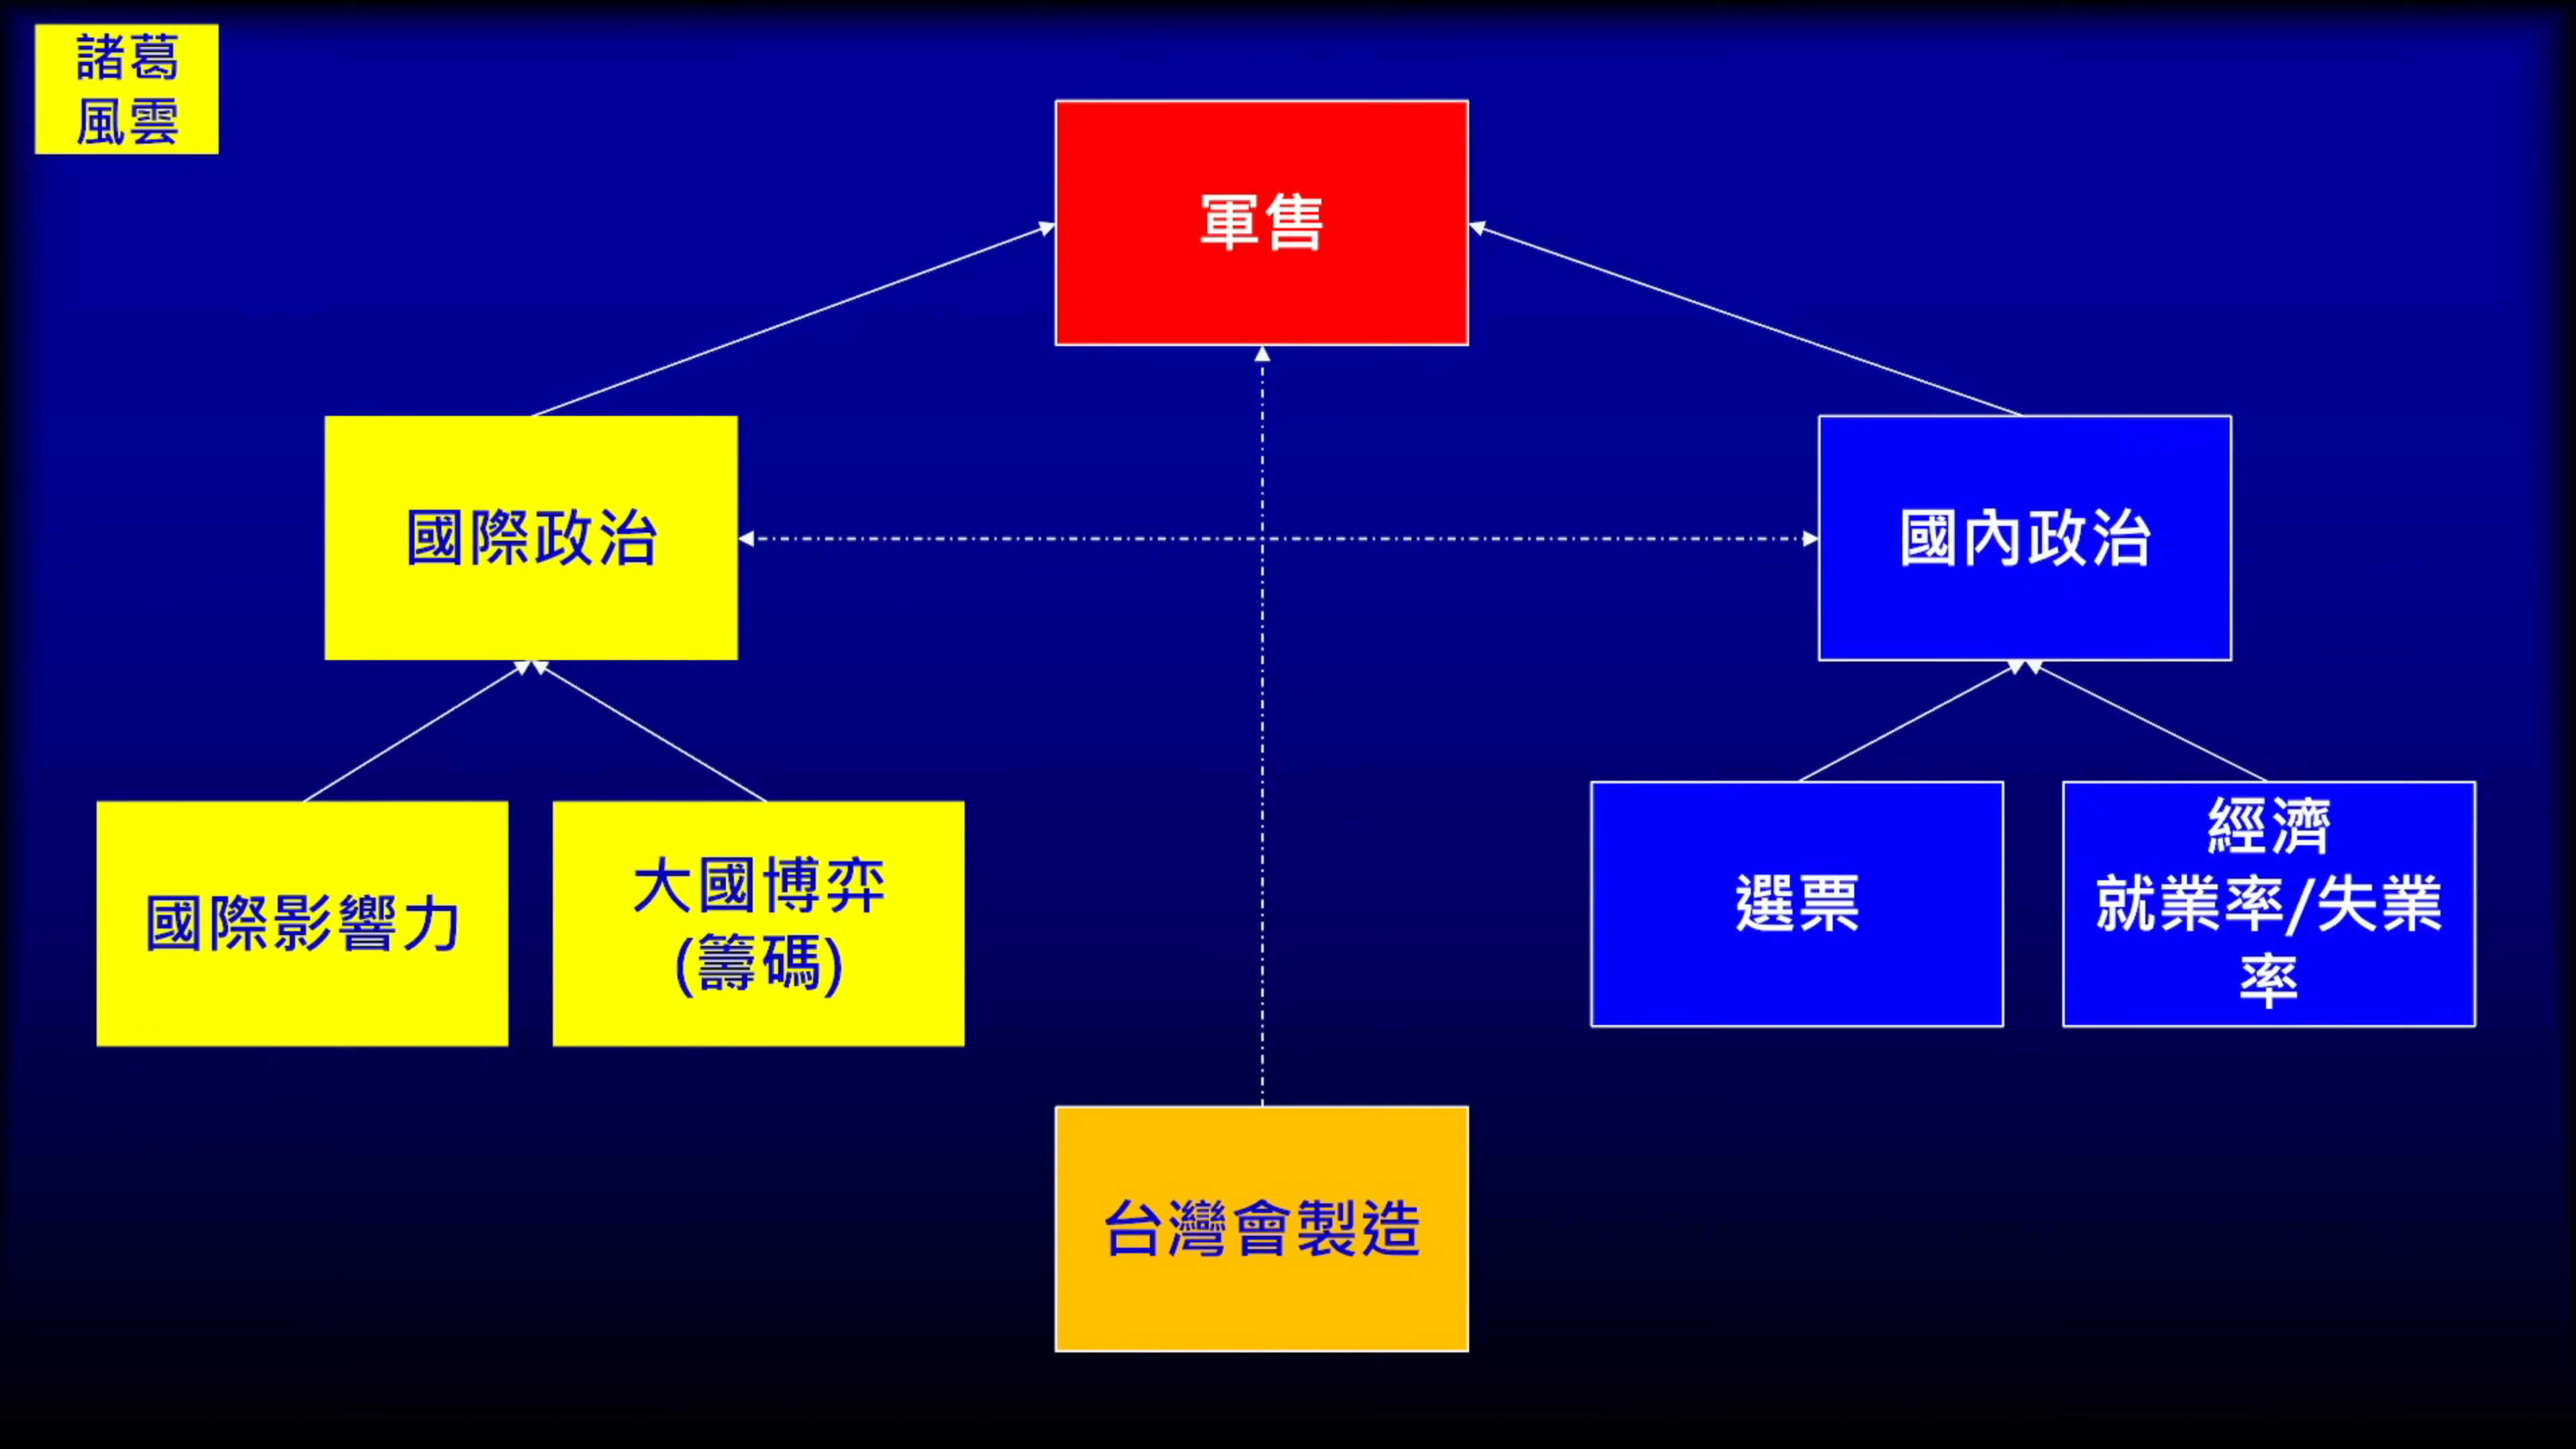 諸葛
風雲
軍售
國際政治
國內政治
國際影響力
大國博弈
(籌碼)
選票
經濟
就業率/失業
率
台灣會製造